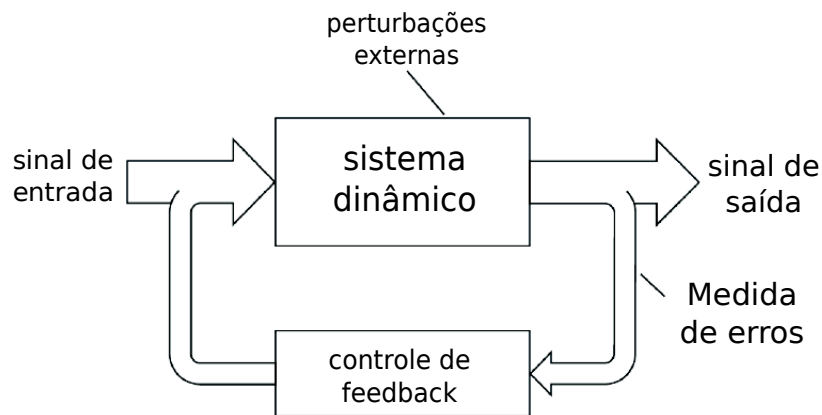 perturbações
externas
sinal de
entrada
sistema
dinâmico
sinal de
saída
Medida
de erros
controle de
feedback